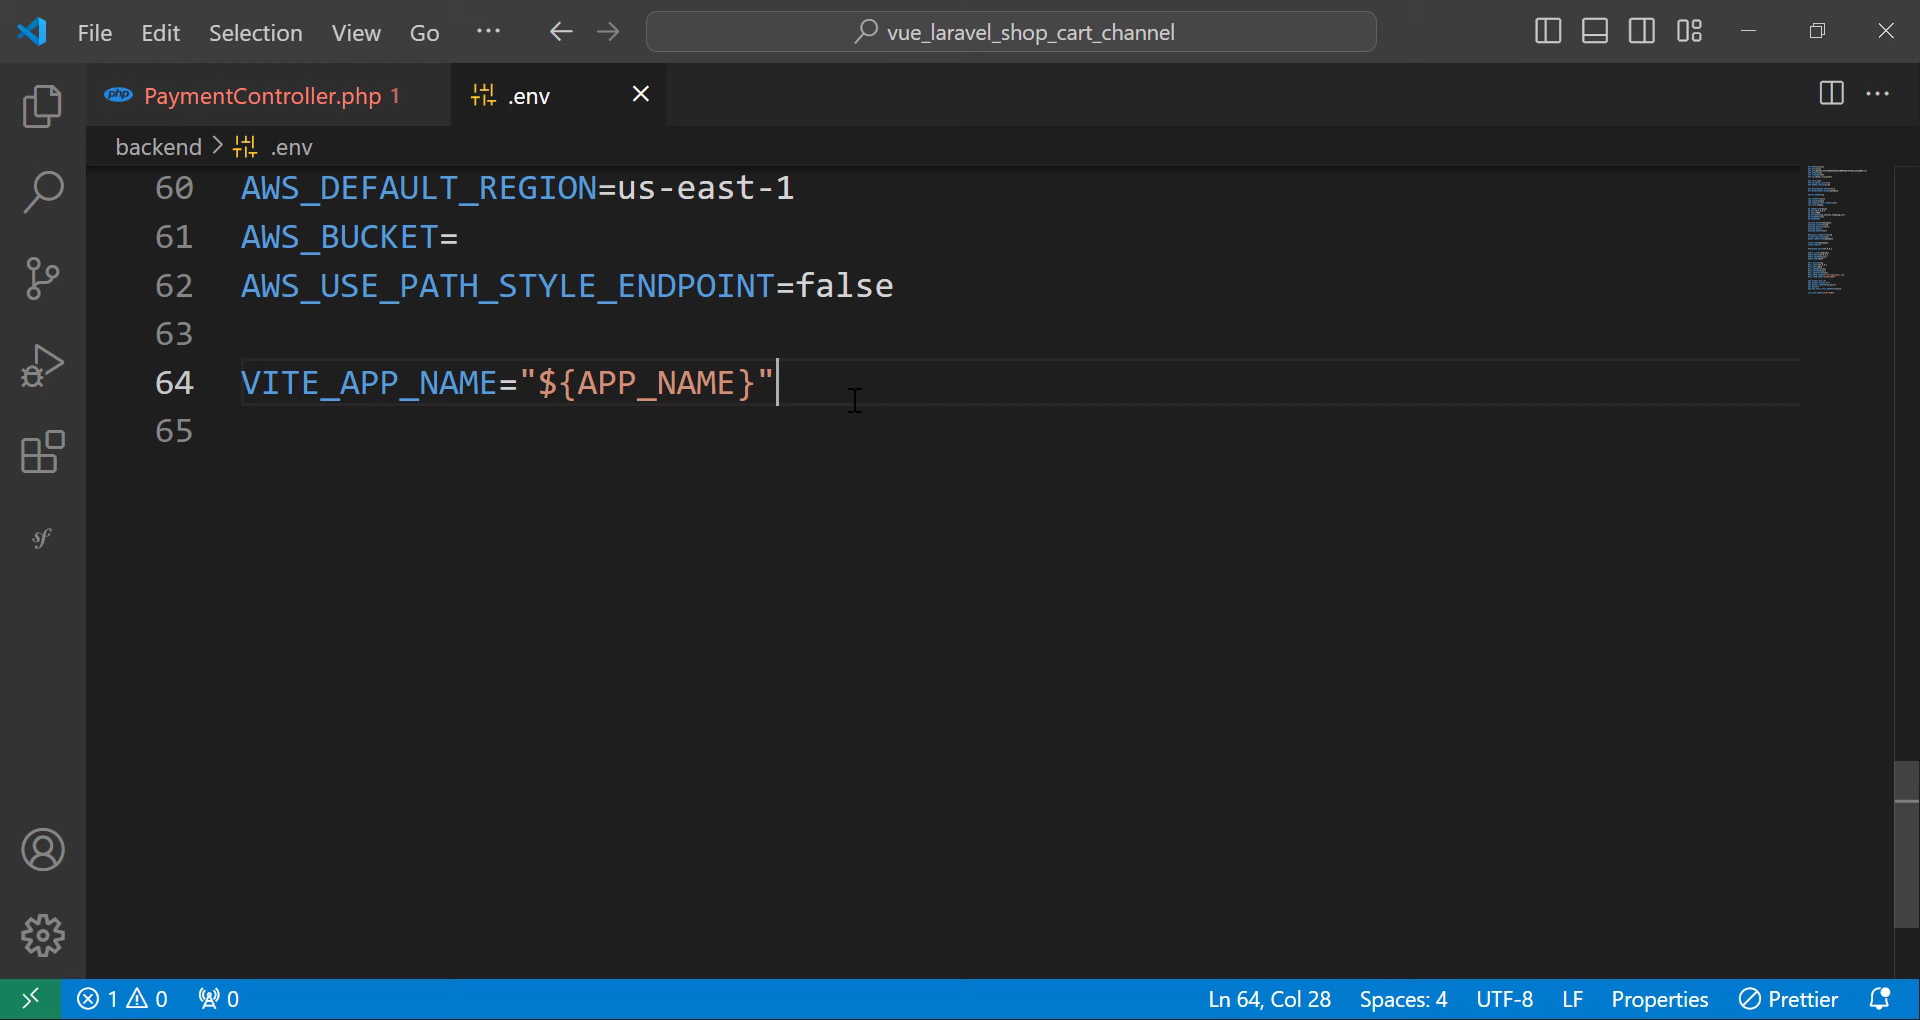 File Edit Selection View Go ··· vue_laravel_shop_cart_channel
php PaymentController.php 1 .env
backend > .env
60 AWS_DEFAULT_REGION=us-east-1
61 AWS_BUCKET=
62 AWS_USE_PATH_STYLE_ENDPOINT=false
63
64 VITE_APP_NAME="${APP_NAME}"
65
sf
1 0 0 Ln 64, Col 28 Spaces: 4 UTF-8 LF Properties Prettier